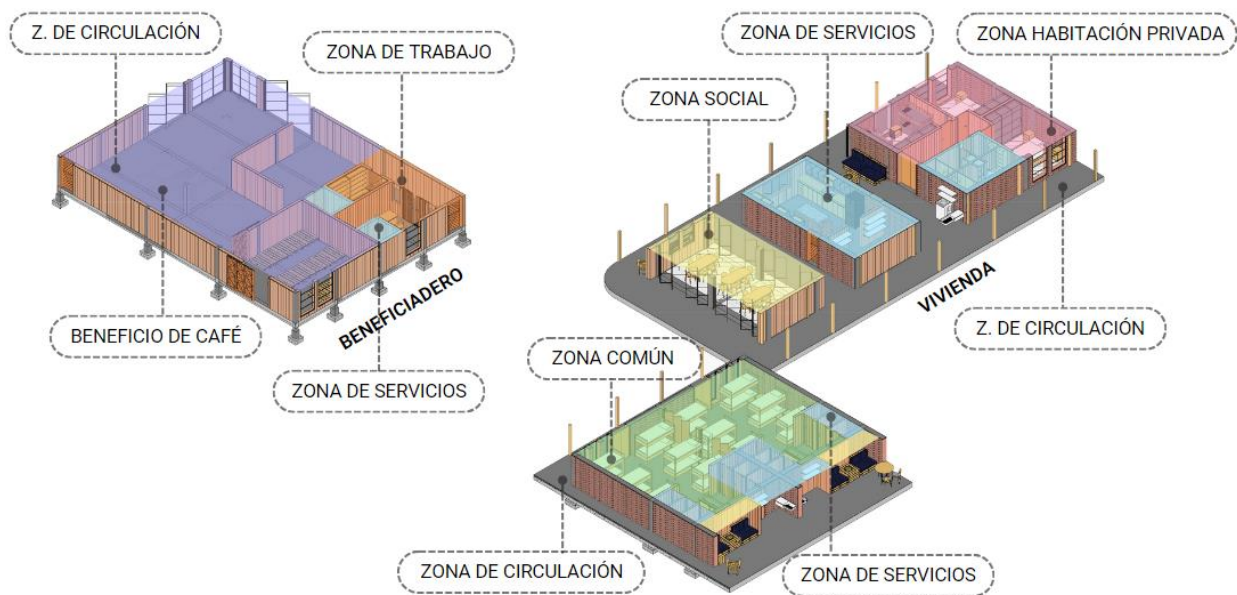 Z. DE CIRCULACIÓN
ZONA DE TRABAJO
BENEFICIO DE CAFÉ
ZONA DE SERVICIOS
BENEFICIADERO
ZONA DE SERVICIOS
ZONA HABITACIÓN PRIVADA
ZONA SOCIAL
VIVIENDA
Z. DE CIRCULACIÓN
ZONA COMÚN
ZONA DE CIRCULACIÓN
ZONA DE SERVICIOS